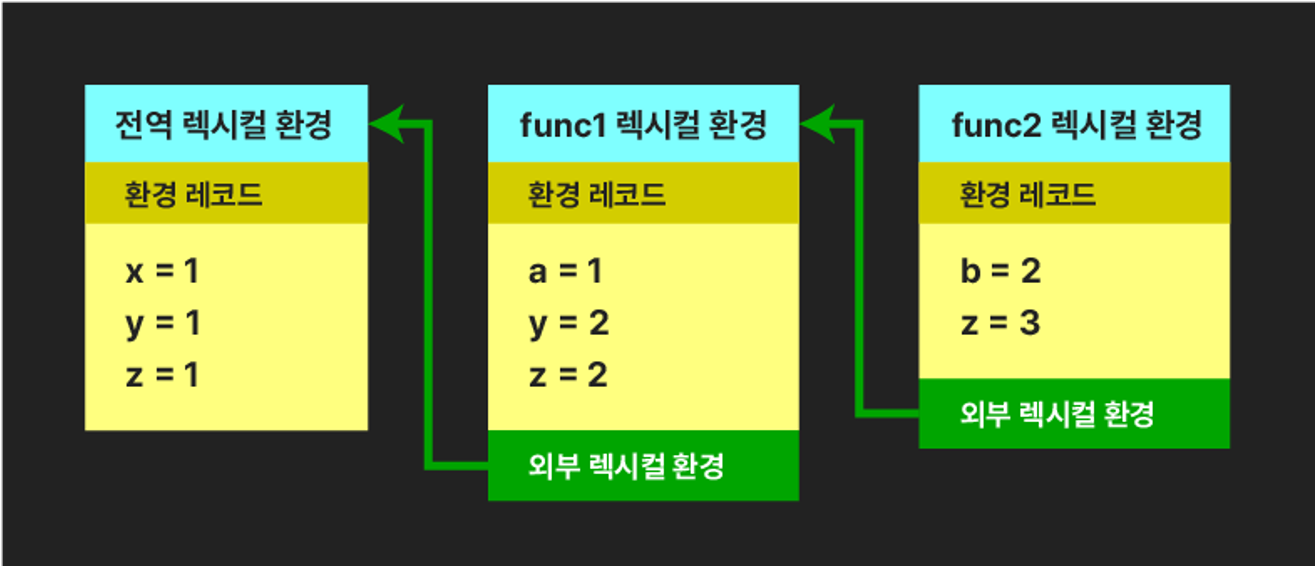 전역 렉시컬 환경
환경 레코드
x = 1
y = 1
z = 1
func1 렉시컬 환경
환경 레코드
a = 1
y = 2
z = 2
외부 렉시컬 환경
func2 렉시컬 환경
환경 레코드
b = 2
z = 3
외부 렉시컬 환경